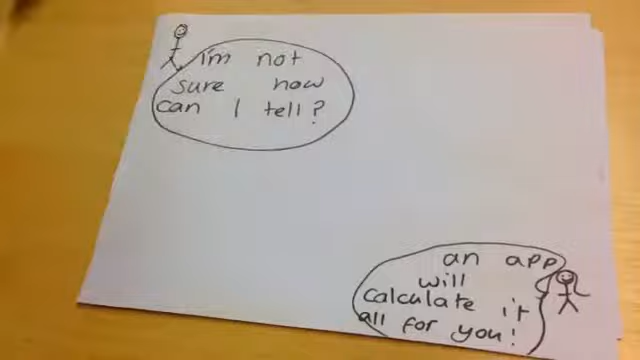 I'm not
sure how
can I tell?
an app
will
calculate it
all for you!